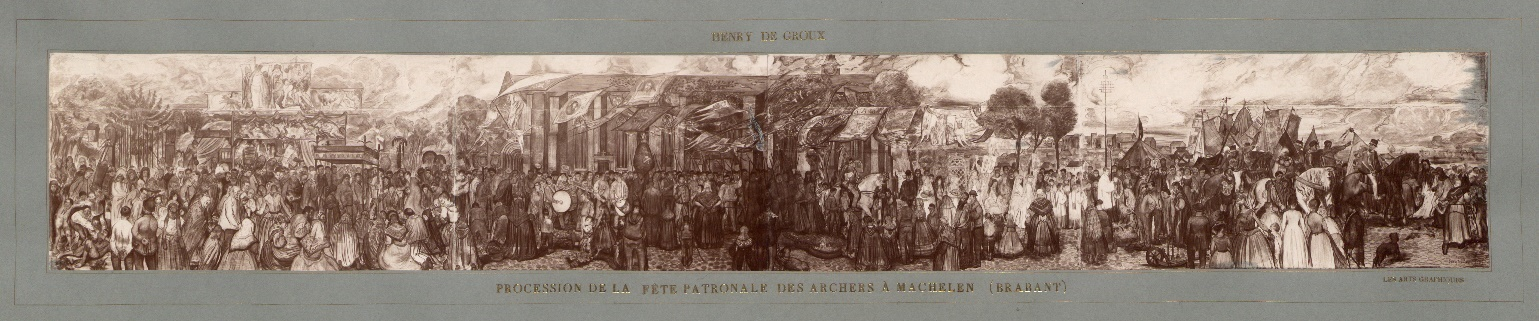 HENRY DE GROUX
PROCESSION DE LA FÊTE PATRONALE DES ARCHERS À MACHELEN (BRABANT)
LES ARTS GRAPHIQUES